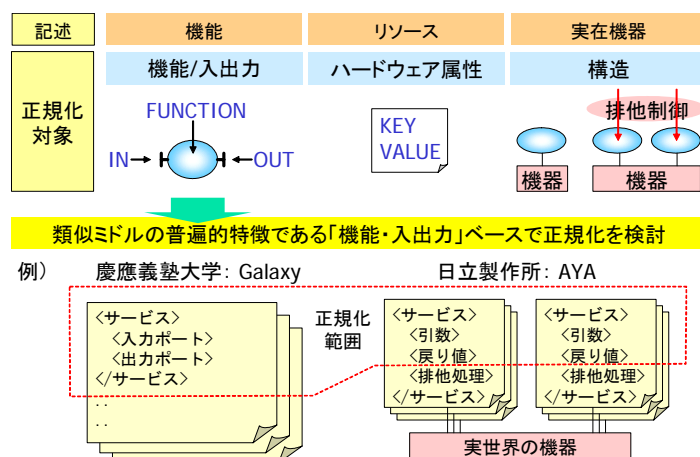 記述
機能
リソース
実在機器
正規化
対象
機能/入出力
ハードウェア属性
構造
FUNCTION
IN
OUT
KEY
VALUE
排他制御
機器
機器
類似ミドルの普遍的特徴である「機能・入出力」ベースで正規化を検討
例）
慶應義塾大学： Galaxy
日立製作所： AYA
<サービス>
<入力ポート>
<出力ポート>
</サービス>
..
..
正規化
範囲
<サービス>
<引数>
<戻り値>
<排他処理>
</サービス>
<サービス>
<引数>
<戻り値>
<排他処理>
</サービス>
実世界の機器